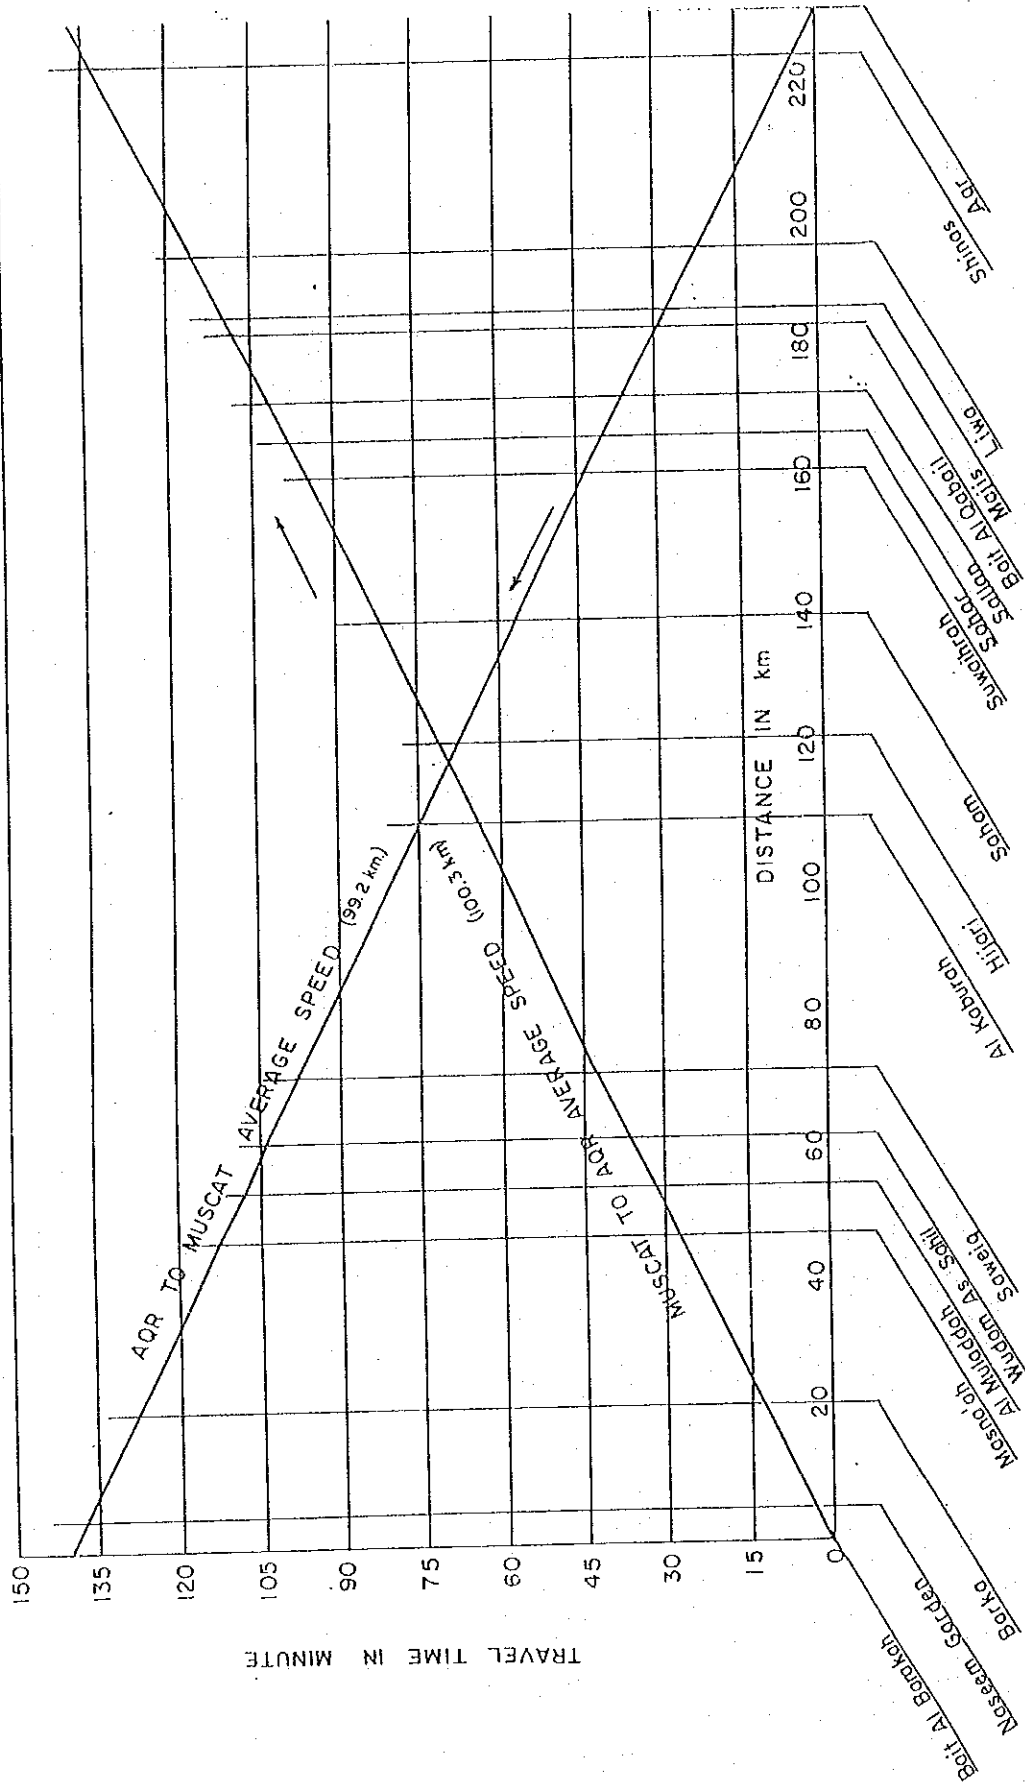 TRAVEL TIME IN MINUTE
150
135
120
105
90
75
60
45
30
15
0
20
40
60
80
100
120
140
160
180
200
220
DISTANCE IN km
AQR TO MUSCAT AVERAGE SPEED (99.2 km.)
MUSCAT TO AQR AVERAGE SPEED (100.3 km)
Bait Al Barakah
Naseem Garden
Barka
Masna'ah
Al Muladdah
Wudam As Sahil
Saweiq
Al Kaburah
Hijari
Saham
Suwaihrah
Sohar
Sallan
Bait Al Qabail
Majis
Liwa
Shinas
Aqr